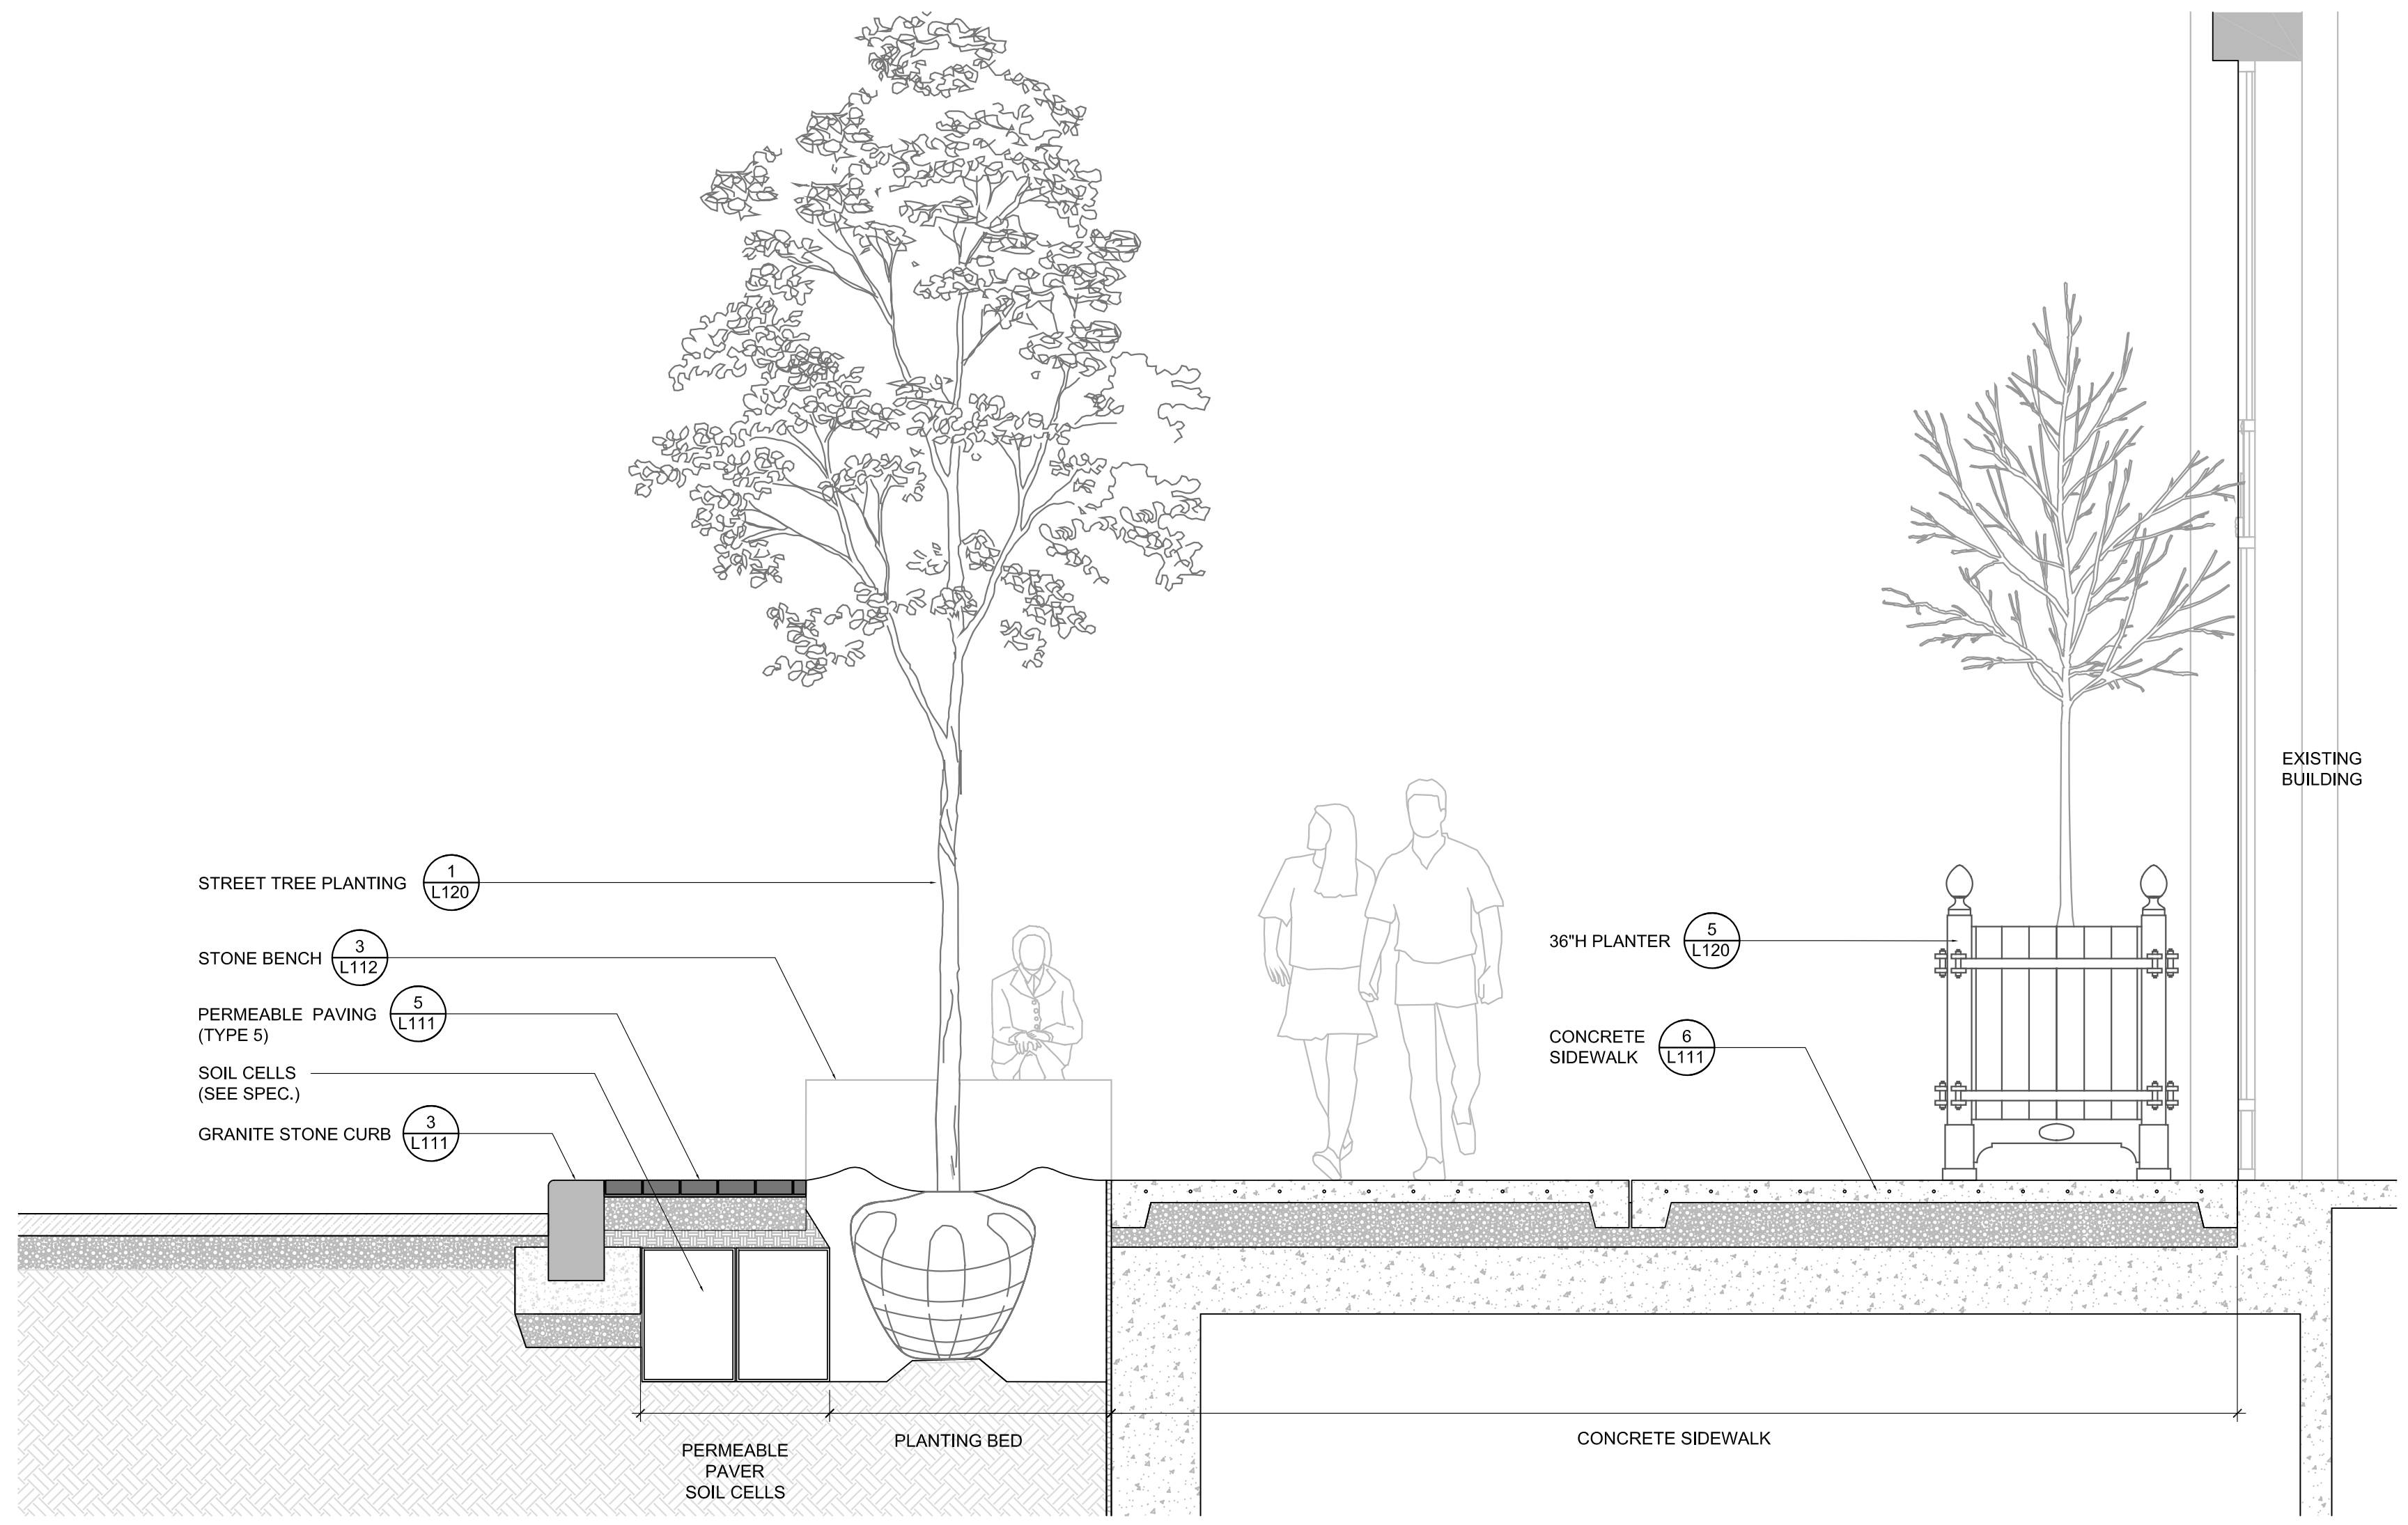 EXISTING
BUILDING
STREET TREE PLANTING
1
L120
STONE BENCH
3
L112
PERMEABLE PAVING
(TYPE 5)
5
L111
SOIL CELLS
(SEE SPEC.)
GRANITE STONE CURB
3
L111
36"H PLANTER
5
L120
CONCRETE
SIDEWALK
6
L111
PERMEABLE
PAVER
SOIL CELLS
PLANTING BED
CONCRETE SIDEWALK